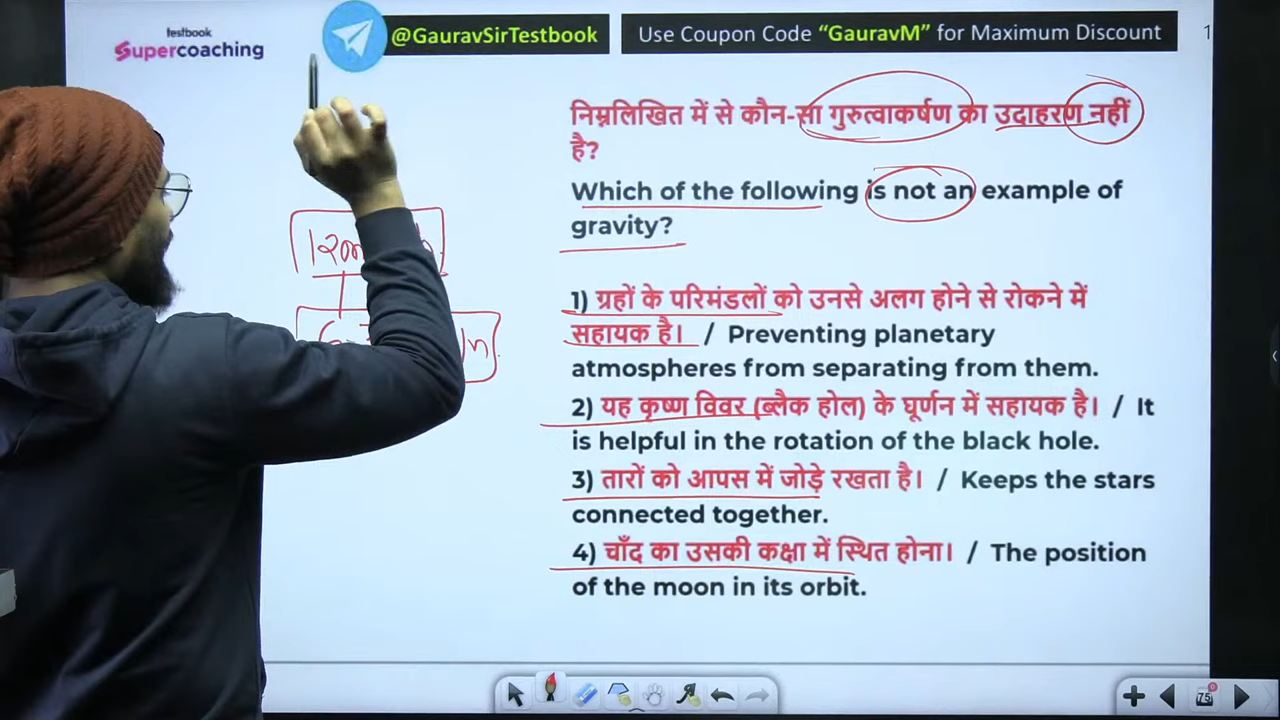 testbook
Supercoaching
@GauravSirTestbook
Use Coupon Code “GauravM” for Maximum Discount
1
निम्नलिखित में से कौन-सा गुरुत्वाकर्षण का उदाहरण नहीं
है?
Which of the following is not an example of
gravity?
1) ग्रहों के परिमंडलों को उनसे अलग होने से रोकने में
सहायक है। / Preventing planetary
atmospheres from separating from them.
2) यह कृष्ण विवर (ब्लैक होल) के घूर्णन में सहायक है। / It
is helpful in the rotation of the black hole.
3) तारों को आपस में जोड़े रखता है। / Keeps the stars
connected together.
4) चाँद का उसकी कक्षा में स्थित होना। / The position
of the moon in its orbit.
75